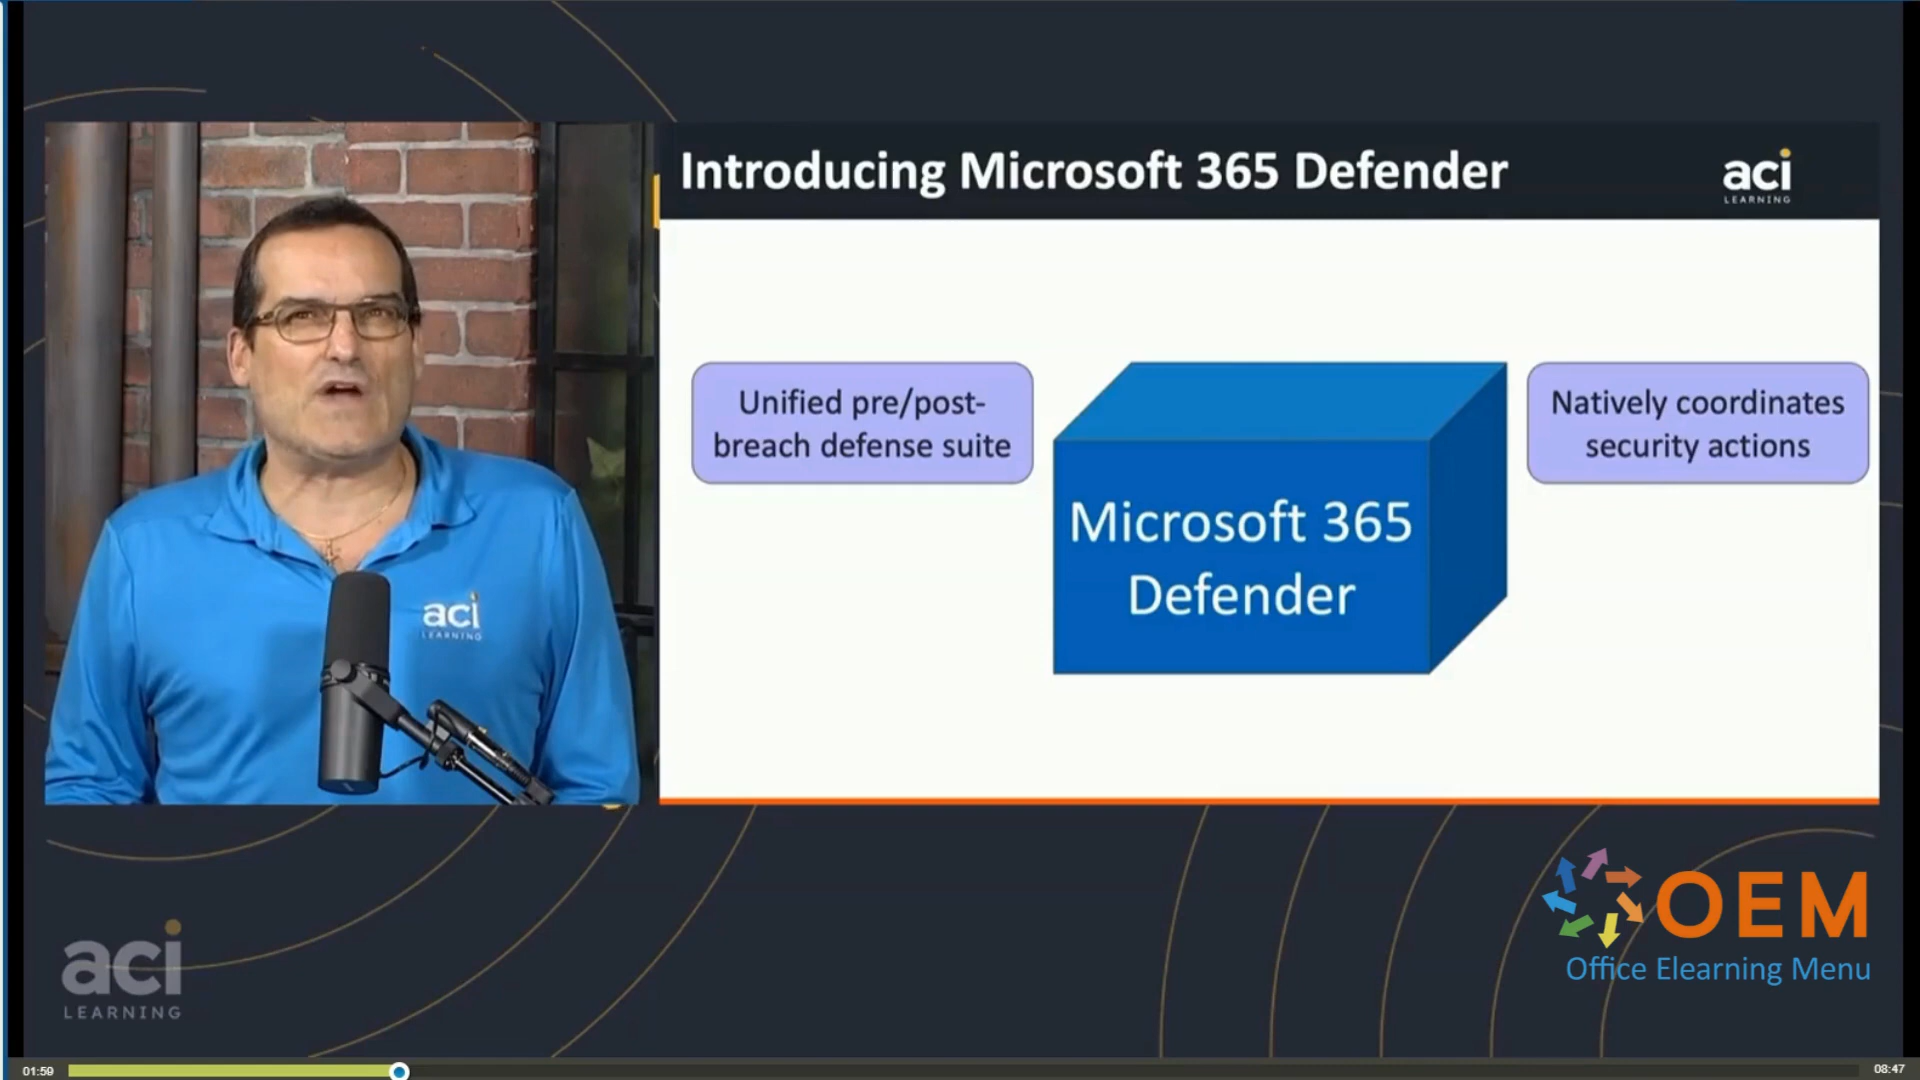 Introducing Microsoft 365 Defender
aci
LEARNING
Unified pre/post-
breach defense suite
Microsoft 365
Defender
Natively coordinates
security actions
aci
LEARNING
OEM
Office Elearning Menu
aci
LEARNING
01:59
08:47